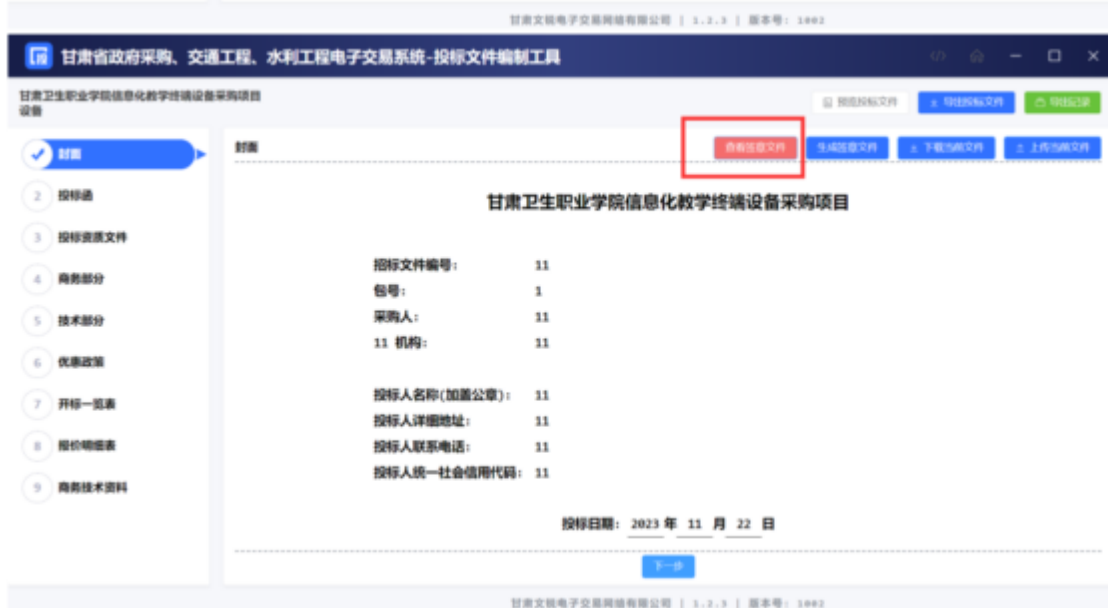 甘肃文锐电子交易网络有限公司 | 1.2.3 | 版本号: 1002
甘肃省政府采购、交通工程、水利工程电子交易系统-投标文件编制工具
甘肃卫生职业学院信息化教学终端设备采购项目
设备
预览投标文件 导出投标文件 导出记录
封面
查看签章文件 生成签章文件 下载当前文件 上传当前文件
封面
2 投标函
3 投标资质文件
4 商务部分
5 技术部分
6 优惠政策
7 开标一览表
8 报价明细表
9 商务技术资料
甘肃卫生职业学院信息化教学终端设备采购项目
招标文件编号: 11
包号: 1
采购人: 11
11 机构: 11
投标人名称(加盖公章): 11
投标人详细地址: 11
投标人联系电话: 11
投标人统一社会信用代码: 11
投标日期: 2023 年 11 月 22 日
下一步
甘肃文锐电子交易网络有限公司 | 1.2.3 | 版本号: 1002